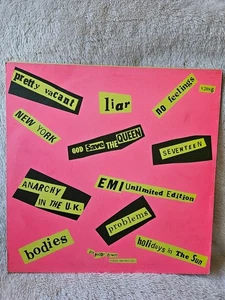 pretty vacant
liar
no feelings
NEW YORK
GOD Save THE QUEEN
SEVENTEEN
ANARCHY
IN THE U.K.
EMI Unlimited Edition
problems
bodies
holidays in The Sun